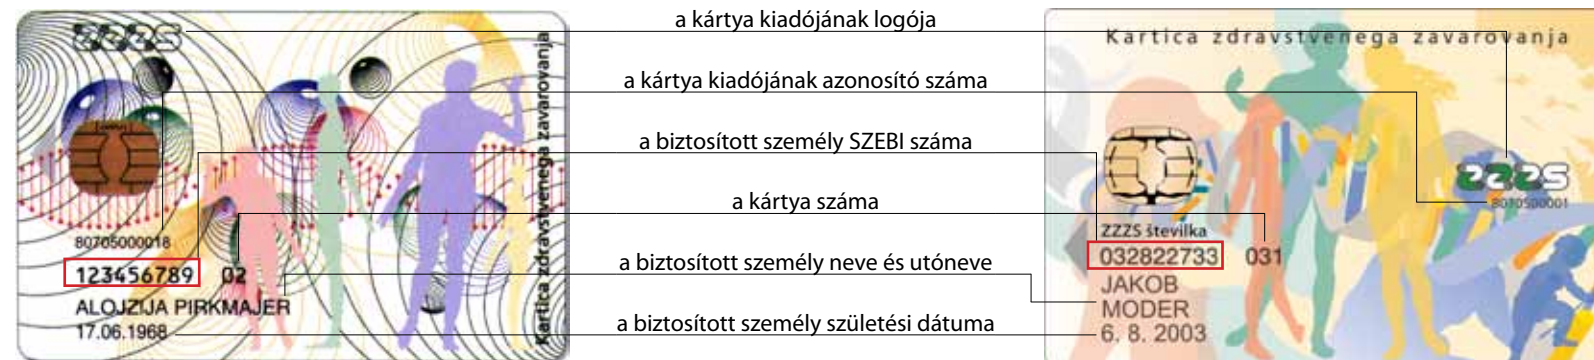 ZZZS
80705000018
123456789 02
ALOJZIJA PIRKMAJER
17.06.1968
Kartica zdravstvenega zavarovanja
a kártya kiadójának logója
a kártya kiadójának azonosító száma
a biztosított személy SZEBI száma
a kártya száma
a biztosított személy neve és utóneve
a biztosított személy születési dátuma
Kartica zdravstvenega zavarovanja
ZZZS
8070500001
ZZZS številka
032822733 031
JAKOB
MODER
6. 8. 2003